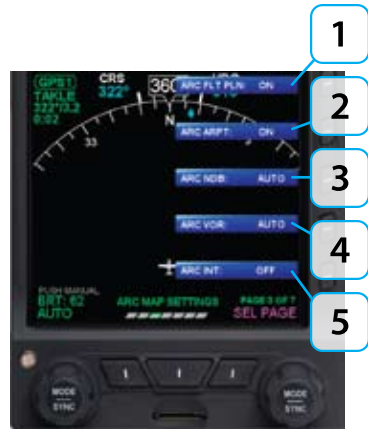 1
GPS1
CRS
360
TAKLE
322°
ARC FLT PLN: ON
322°/3.2
0:02
N
2
ARC ARPT: ON
33
3
ARC NDB: AUTO
4
ARC VOR: AUTO
5
ARC INT: OFF
PUSH MANUAL
BRT: 62
ARC MAP SETTINGS
PAGE 3 OF 7
AUTO
SEL PAGE
MODE
SYNC
MODE
SYNC